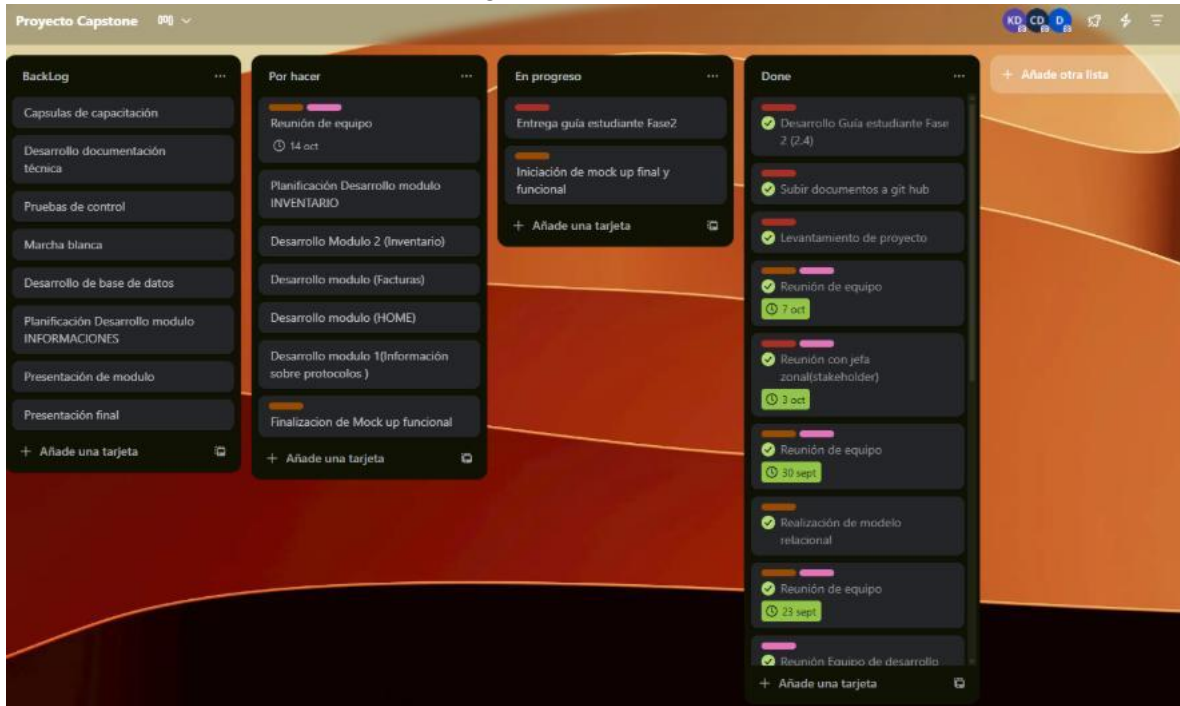 Proyecto Capstone
KD
CD
D
BackLog
Capsulas de capacitación
Desarrollo documentación
técnica
Pruebas de control
Marcha blanca
Desarrollo de base de datos
Planificación Desarrollo modulo
INFORMACIONES
Presentación de modulo
Presentación final
+ Añade una tarjeta
Por hacer
Reunión de equipo
14 oct
Planificación Desarrollo modulo
INVENTARIO
Desarrollo Modulo 2 (Inventario)
Desarrollo modulo (Facturas)
Desarrollo modulo (HOME)
Desarrollo modulo 1(Información
sobre protocolos )
Finalizacion de Mock up funcional
+ Añade una tarjeta
En progreso
Entrega guía estudiante Fase2
Iniciación de mock up final y
funcional
+ Añade una tarjeta
Done
Desarrollo Guía estudiante Fase
2 (2.4)
Subir documentos a git hub
Levantamiento de proyecto
Reunión de equipo
7 oct
Reunión con jefa
zonal(stakeholder)
3 oct
Reunión de equipo
30 sept
Realización de modelo
relacional
Reunión de equipo
23 sept
Reunión Equipo de desarrollo
+ Añade una tarjeta
+ Añade otra lista